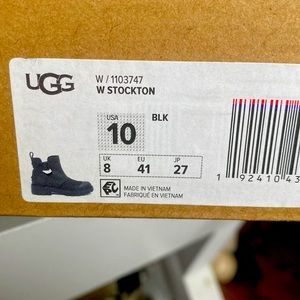 UGG
W / 1103747
W STOCKTON
USA
10
BLK
UK EU JP
8 41 27
MADE IN VIETNAM
FABRIQUÉ EN VIETNAM
1 92410 43